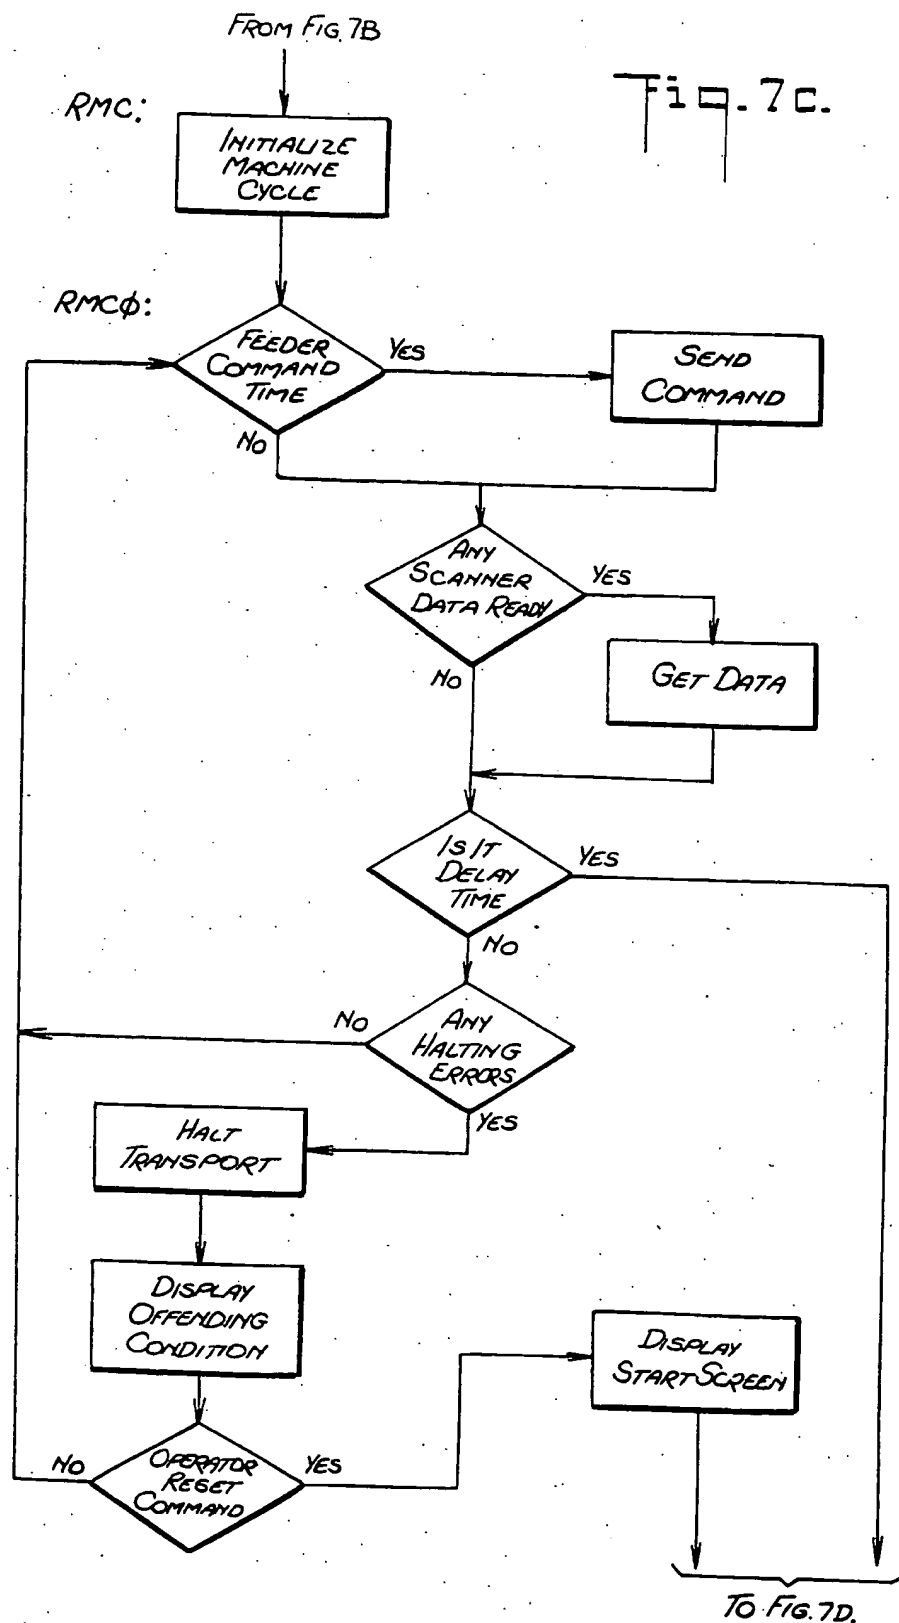 FROM FIG. 7B
Fig. 7C.
RMC:
INITIALIZE
MACHINE
CYCLE
RMCϕ:
FEEDER
COMMAND
TIME
YES
SEND
COMMAND
NO
ANY
SCANNER
DATA READY
YES
NO
GET DATA
IS IT
DELAY
TIME
YES
NO
ANY
HALTING
ERRORS
NO
YES
HALT
TRANSPORT
DISPLAY
OFFENDING
CONDITION
DISPLAY
START SCREEN
OPERATOR
RESET
COMMAND
NO
YES
TO FIG. 7D.